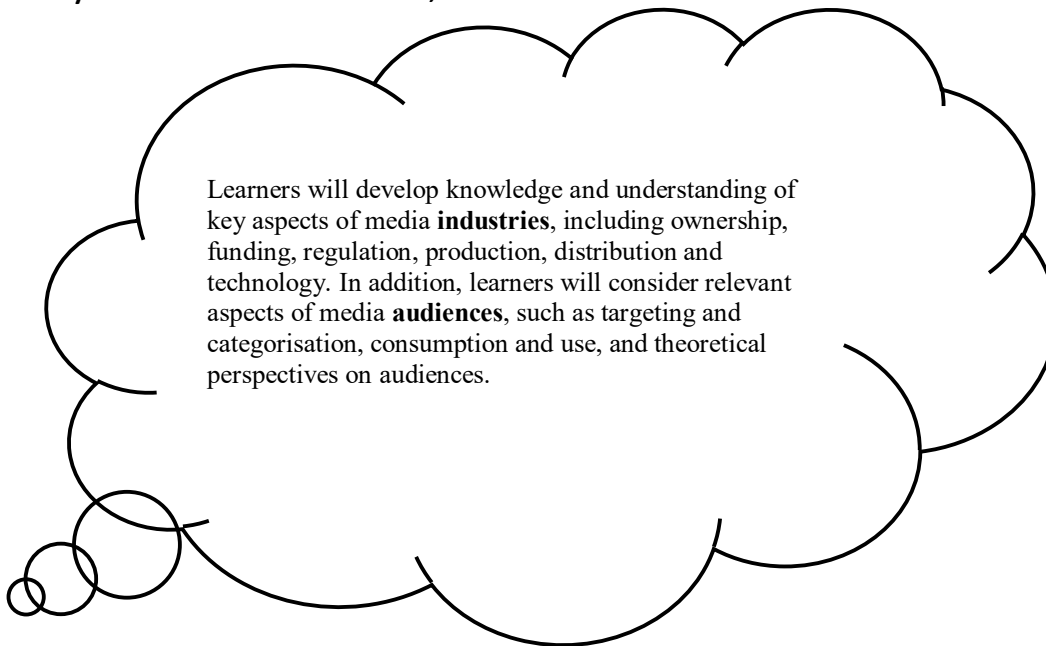 Learners will develop knowledge and understanding of
key aspects of media industries, including ownership,
funding, regulation, production, distribution and
technology. In addition, learners will consider relevant
aspects of media audiences, such as targeting and
categorisation, consumption and use, and theoretical
perspectives on audiences.